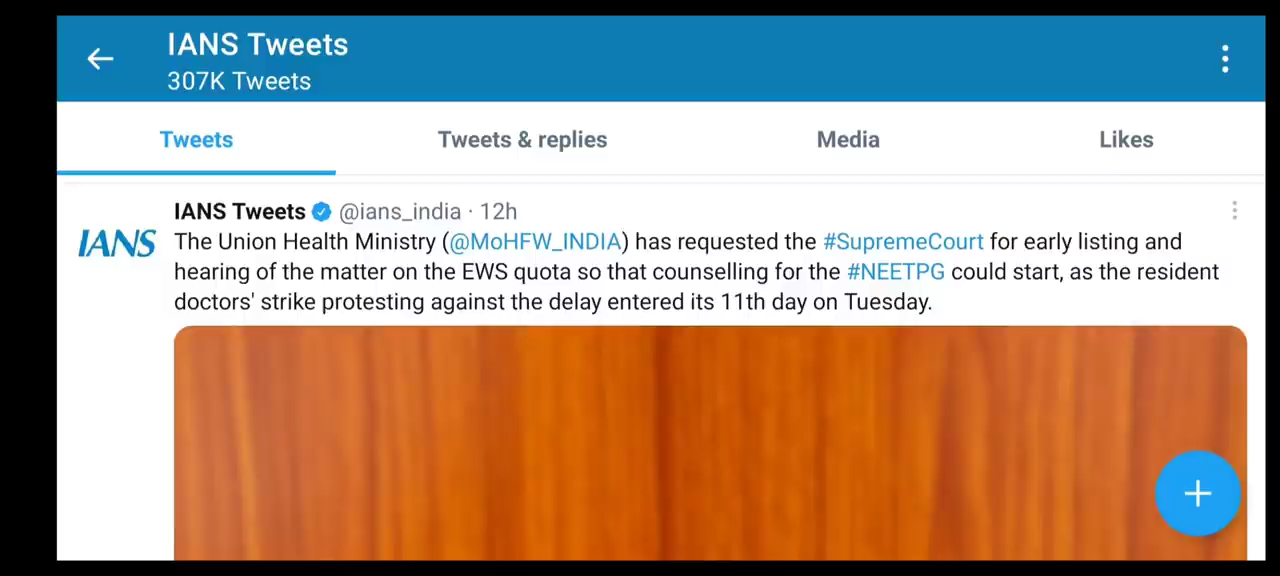 IANS Tweets
307K Tweets
Tweets
Tweets & replies
Media
Likes
IANS Tweets @ians_india · 12h
IANS
The Union Health Ministry (@MoHFW_INDIA) has requested the #SupremeCourt for early listing and
hearing of the matter on the EWS quota so that counselling for the #NEETPG could start, as the resident
doctors' strike protesting against the delay entered its 11th day on Tuesday.